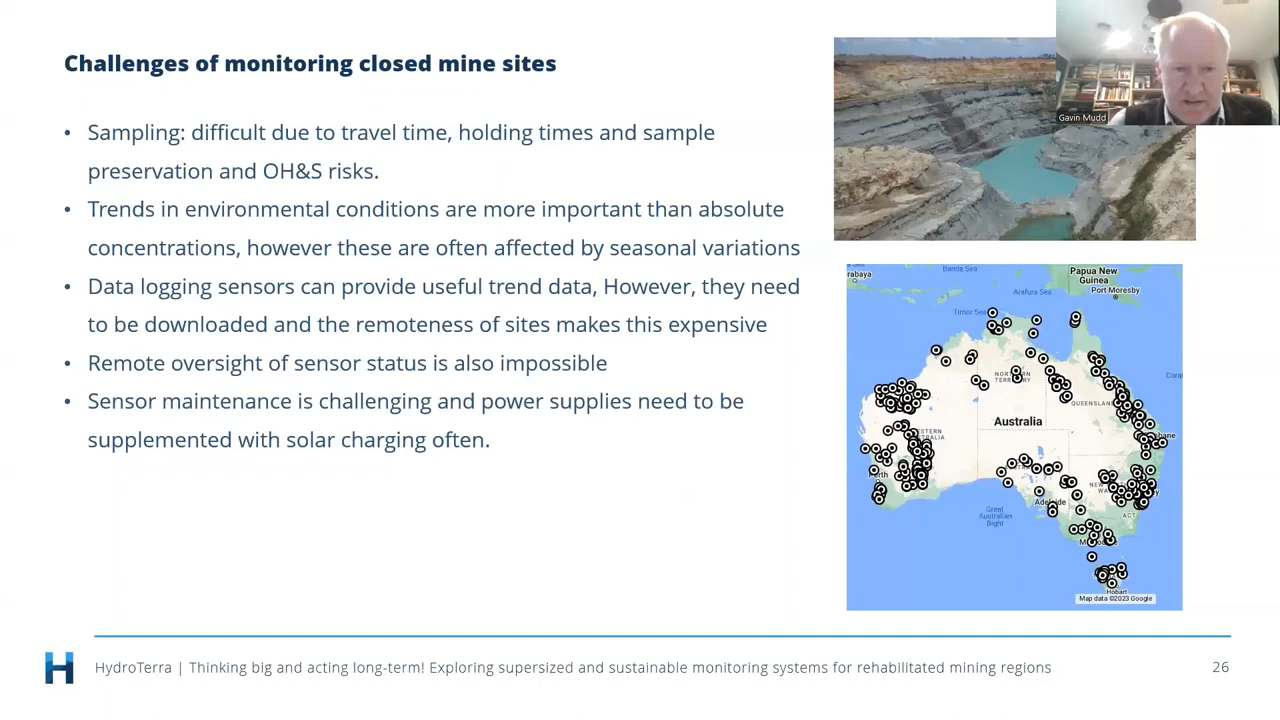 Challenges of monitoring closed mine sites
• Sampling: difficult due to travel time, holding times and sample
preservation and OH&S risks.
• Trends in environmental conditions are more important than absolute
concentrations, however these are often affected by seasonal variations
• Data logging sensors can provide useful trend data, However, they need
to be downloaded and the remoteness of sites makes this expensive
• Remote oversight of sensor status is also impossible
• Sensor maintenance is challenging and power supplies need to be
supplemented with solar charging often.
Gavin Mudd
Banda Sea
Papua New
Guinea
Port Moresby
Arafura Sea
Timor Sea
QUEENSLAN
Australia
Adelaide
Great
Australian
Bight
ACT
Hobart
Map data ©2023 Google
H
HydroTerra | Thinking big and acting long-term! Exploring supersized and sustainable monitoring systems for rehabilitated mining regions
26